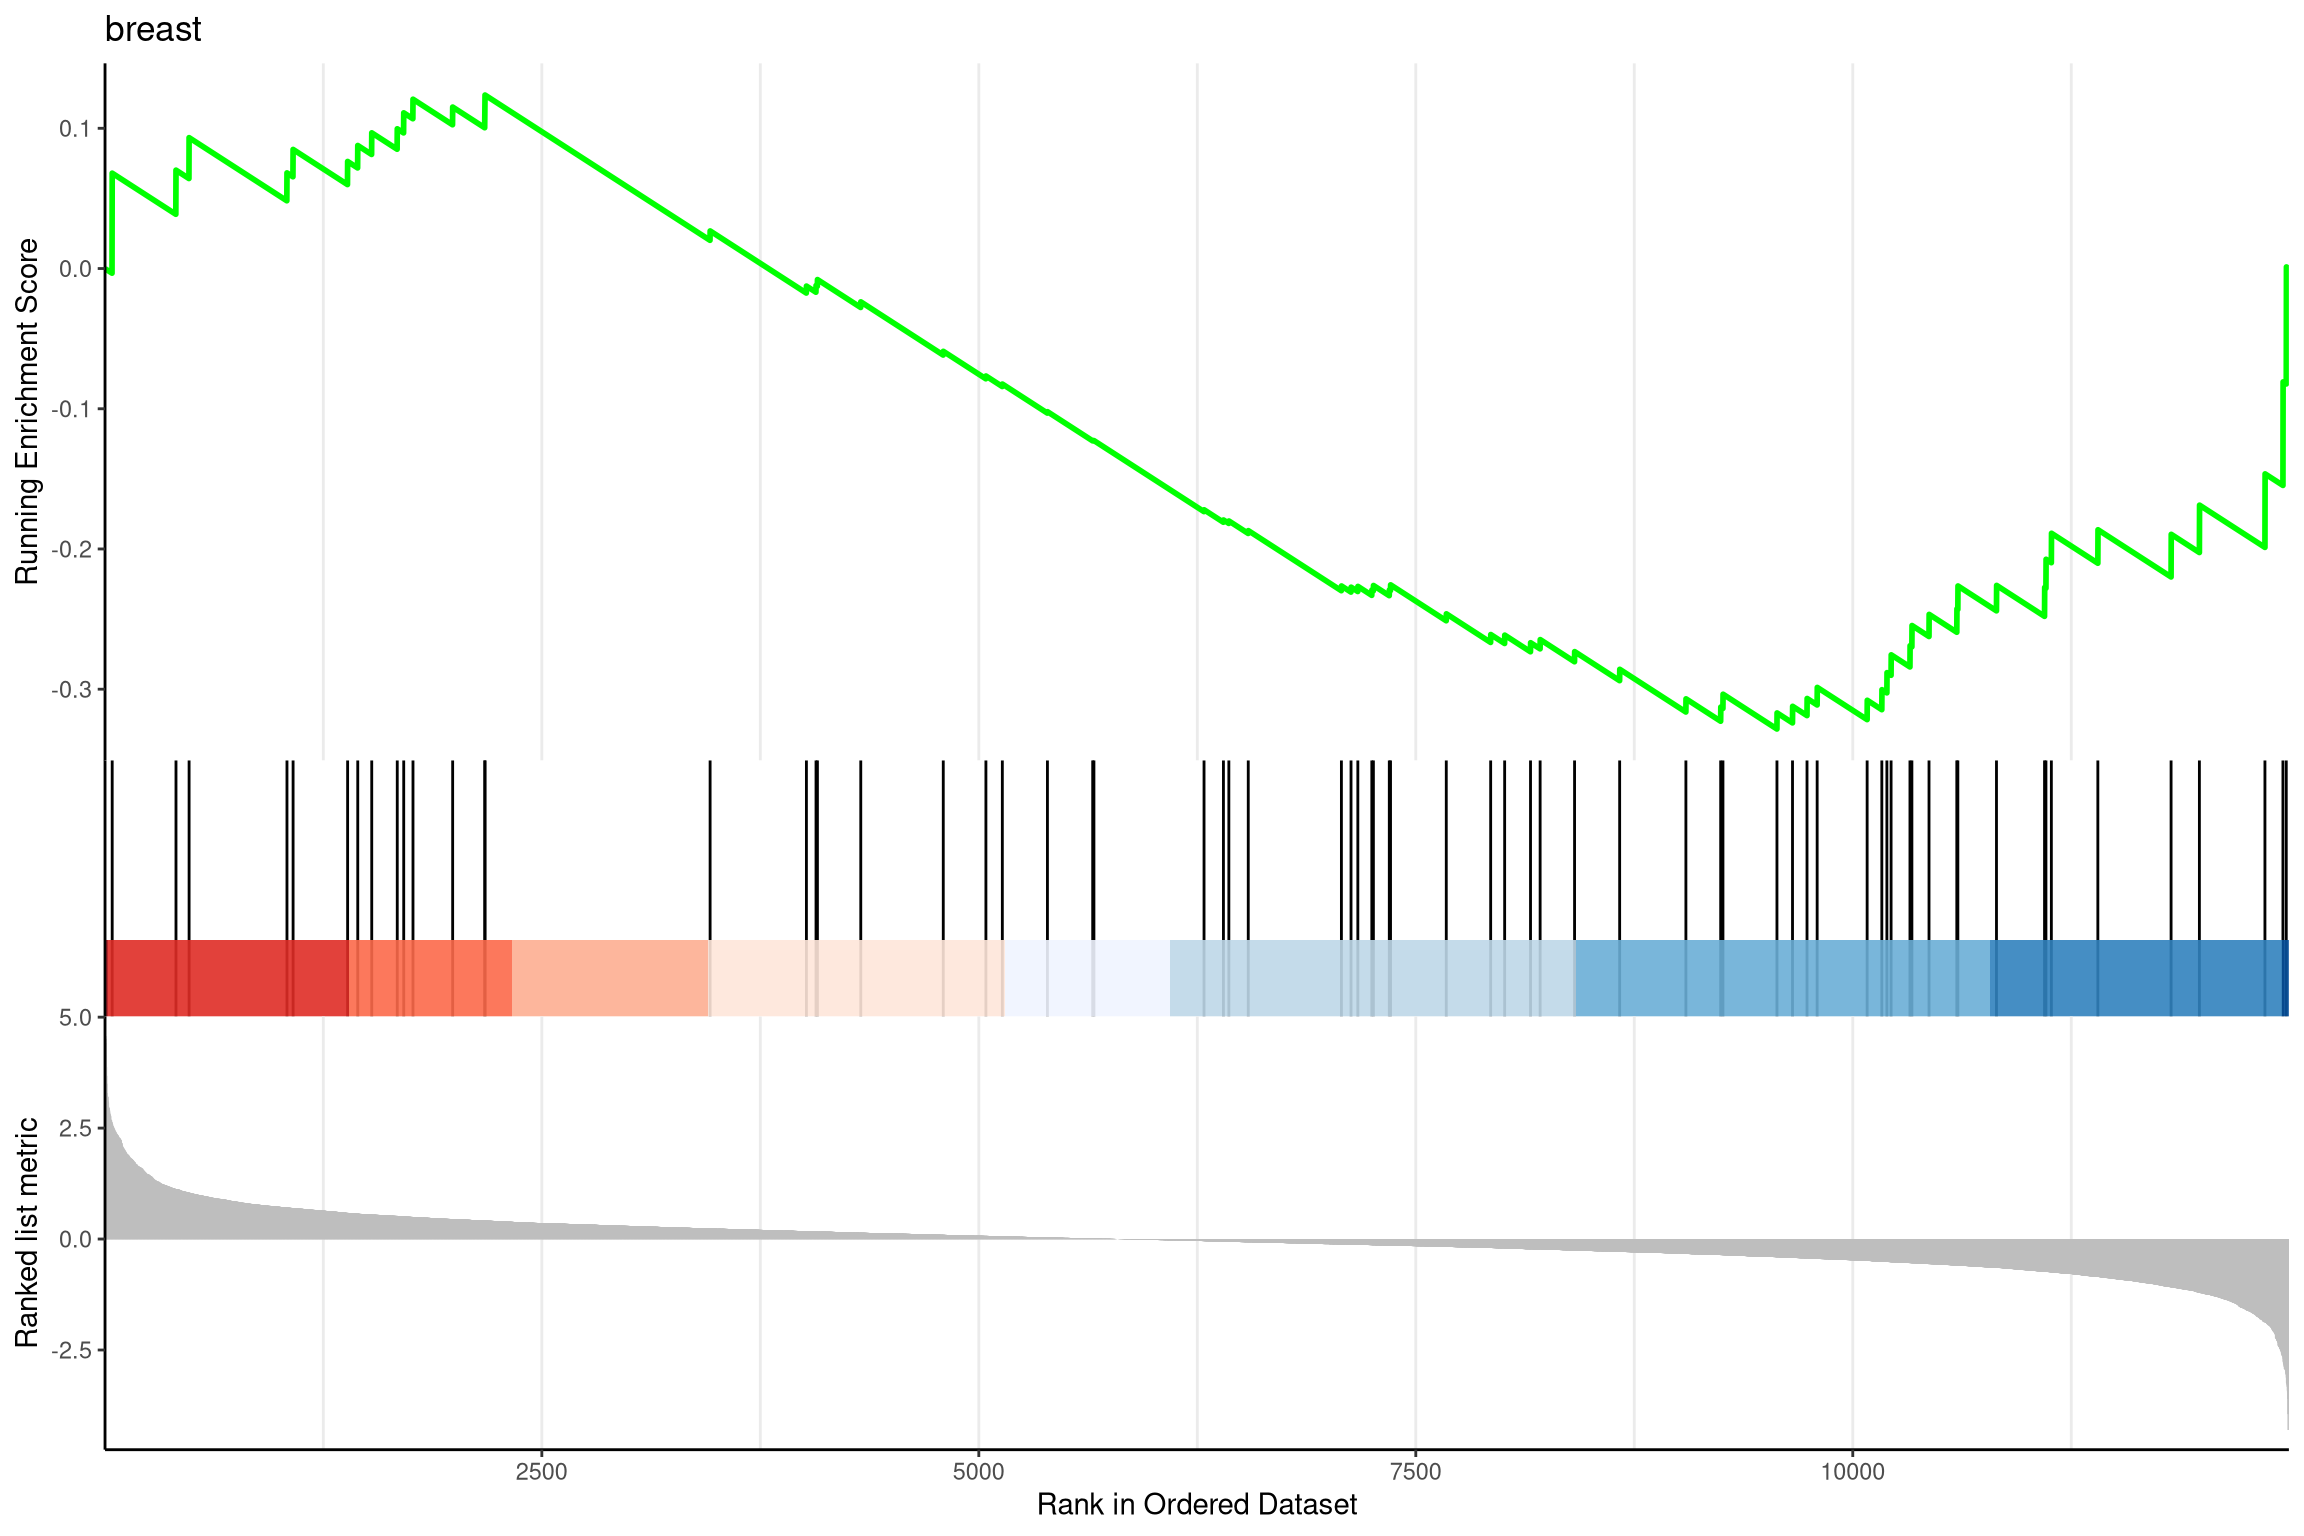 breast
Running Enrichment Score
0.1
0.0
-0.1
-0.2
-0.3
Ranked list metric
5.0
2.5
0.0
-2.5
2500 5000 7500 10000
Rank in Ordered Dataset